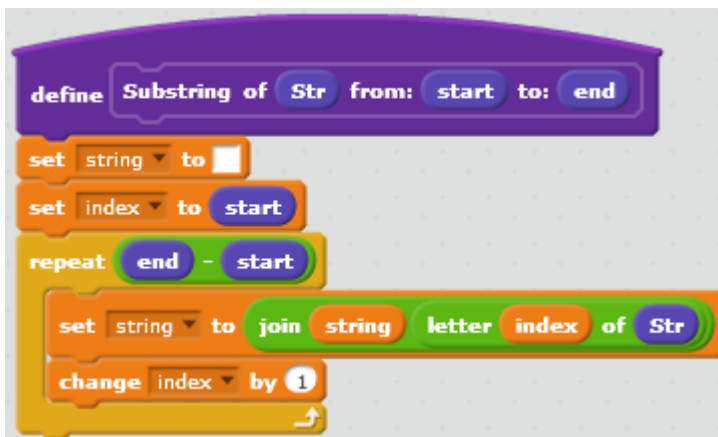 define Substring of Str from: start to: end
set string to
set index to start
repeat end - start
set string to join string letter index of Str
change index by 1